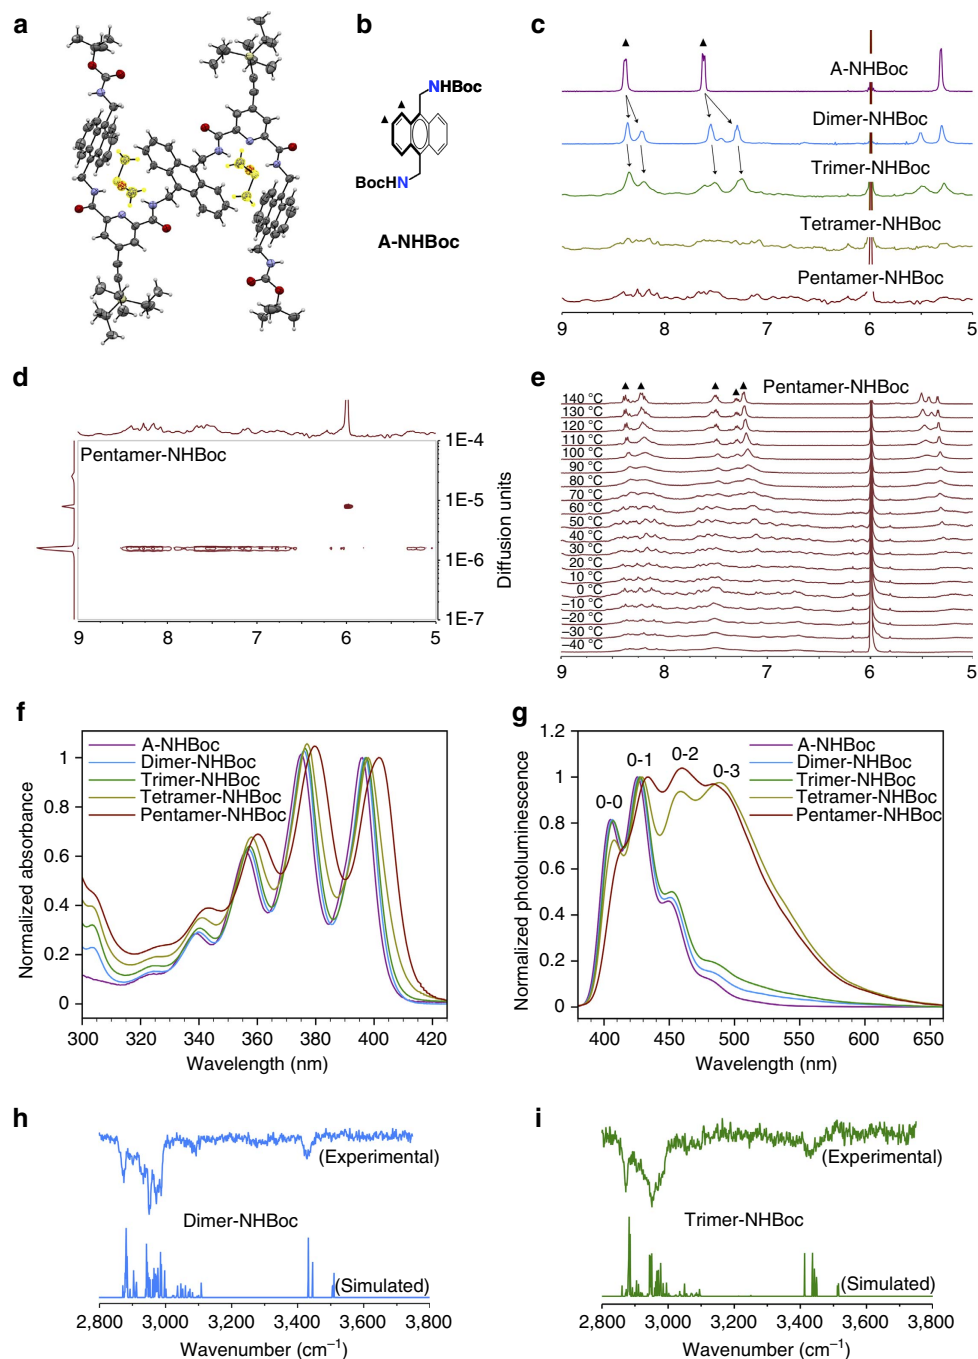 a
b
NHBoc
BocHN
A-NHBoc
c
A-NHBoc
Dimer-NHBoc
Trimer-NHBoc
Tetramer-NHBoc
Pentamer-NHBoc
9 8 7 6 5
d
Pentamer-NHBoc
1E-4
1E-5
1E-6
1E-7
Diffusion units
9 8 7 6 5
e
Pentamer-NHBoc
140 °C
130 °C
120 °C
110 °C
100 °C
90 °C
80 °C
70 °C
60 °C
50 °C
40 °C
30 °C
20 °C
10 °C
0 °C
−10 °C
−20 °C
−30 °C
−40 °C
9 8 7 6 5
f
A-NHBoc
Dimer-NHBoc
Trimer-NHBoc
Tetramer-NHBoc
Pentamer-NHBoc
Normalized absorbance
1
0.8
0.6
0.4
0.2
0
300 320 340 360 380 400 420
Wavelength (nm)
g
0-0
0-1
0-2
0-3
A-NHBoc
Dimer-NHBoc
Trimer-NHBoc
Tetramer-NHBoc
Pentamer-NHBoc
Normalized photoluminescence
1.2
1
0.8
0.6
0.4
0.2
0
400 450 500 550 600 650
Wavelength (nm)
h
(Experimental)
Dimer-NHBoc
(Simulated)
2,800 3,000 3,200 3,400 3,600 3,800
Wavenumber (cm⁻¹)
i
(Experimental)
Trimer-NHBoc
(Simulated)
2,800 3,000 3,200 3,400 3,600 3,800
Wavenumber (cm⁻¹)